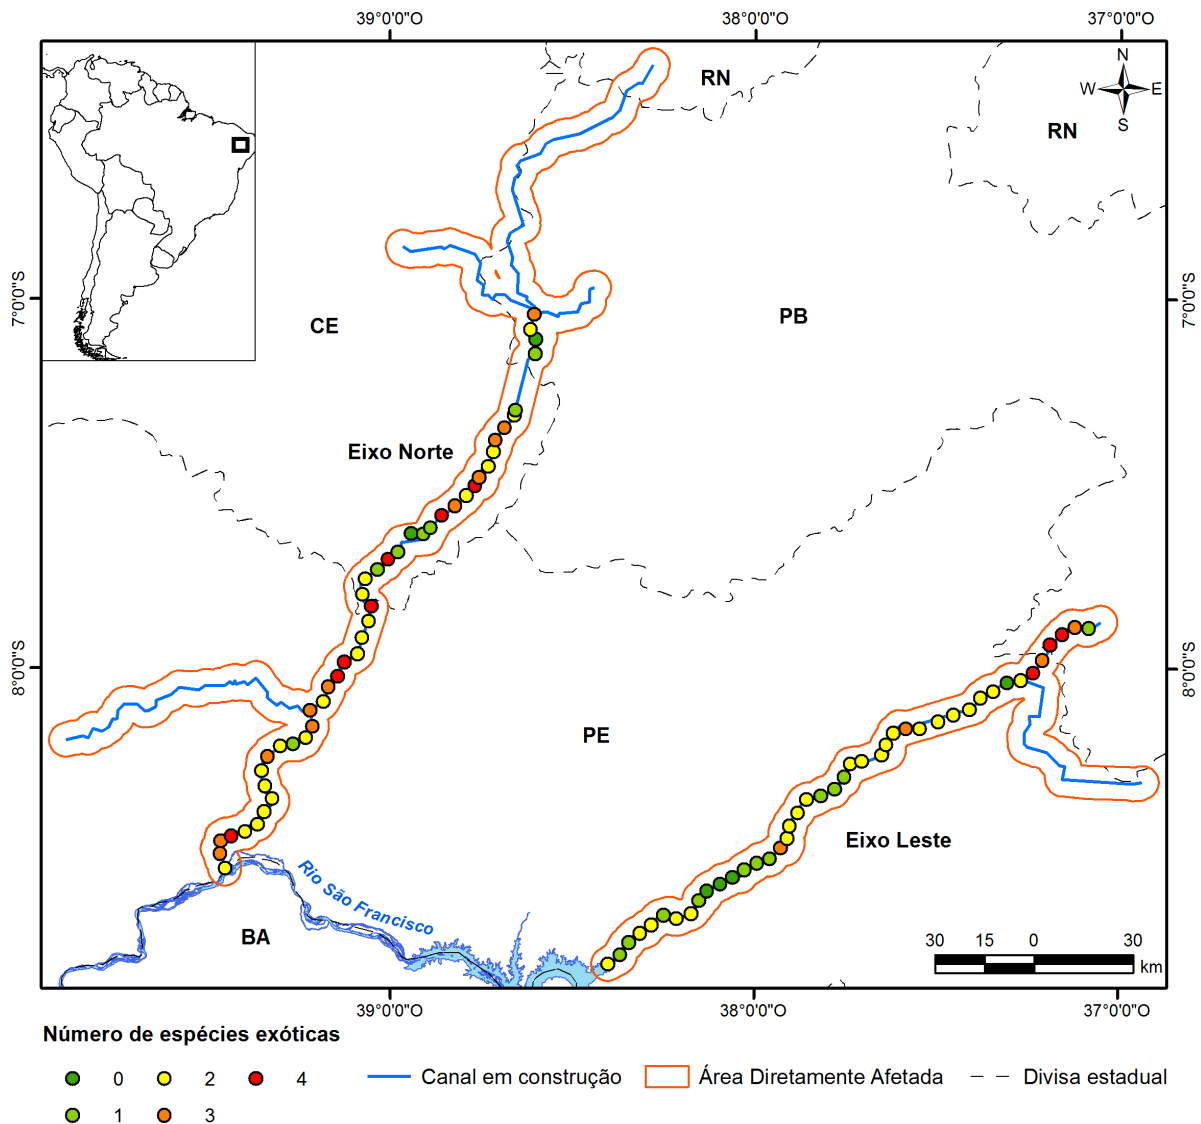 39°0'0"O 38°0'0"O 37°0'0"O
RN
N
W E
S
RN
7°0'0"S
7°0'0"S
CE
PB
Eixo Norte
8°0'0"S
8°0'0"S
PE
Eixo Leste
Rio São Francisco
BA
30 15 0 30
km
39°0'0"O 38°0'0"O 37°0'0"O
Número de espécies exóticas
0 2 4 Canal em construção Área Diretamente Afetada Divisa estadual
1 3